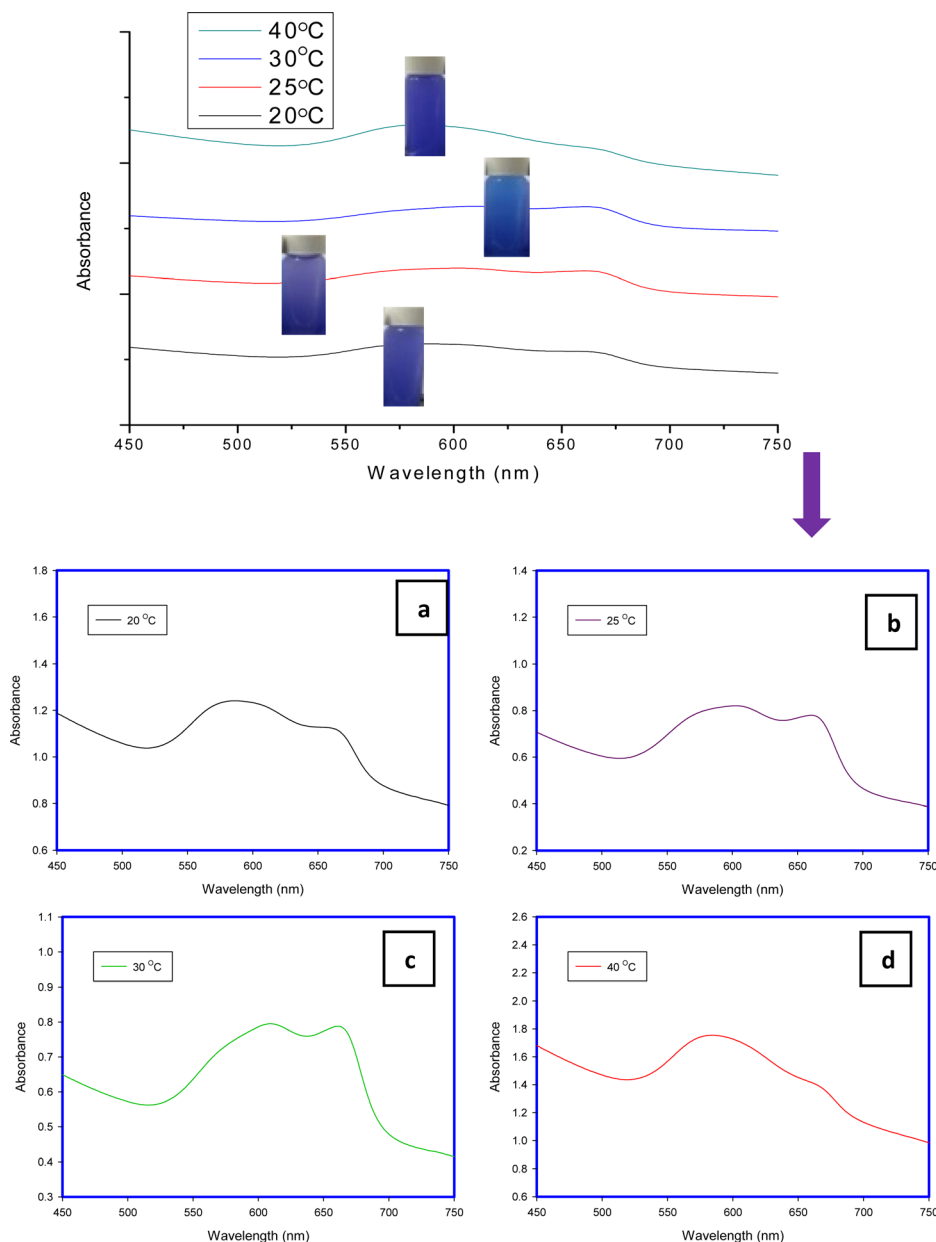 40°C
30°C
25°C
20°C
Absorbance
450 500 550 600 650 700 750
Wavelength (nm)
a
20 °C
1.8
1.6
1.4
1.2
1.0
0.8
0.6
Absorbance
450 500 550 600 650 700 750
Wavelength (nm)
b
25 °C
1.4
1.2
1.0
0.8
0.6
0.4
0.2
Absorbance
450 500 550 600 650 700 750
Wavelength (nm)
c
30 °C
1.1
1.0
0.9
0.8
0.7
0.6
0.5
0.4
0.3
Absorbance
450 500 550 600 650 700 750
Wavelength (nm)
d
40 °C
2.6
2.4
2.2
2.0
1.8
1.6
1.4
1.2
1.0
0.8
0.6
Absorbance
450 500 550 600 650 700 750
Wavelength (nm)